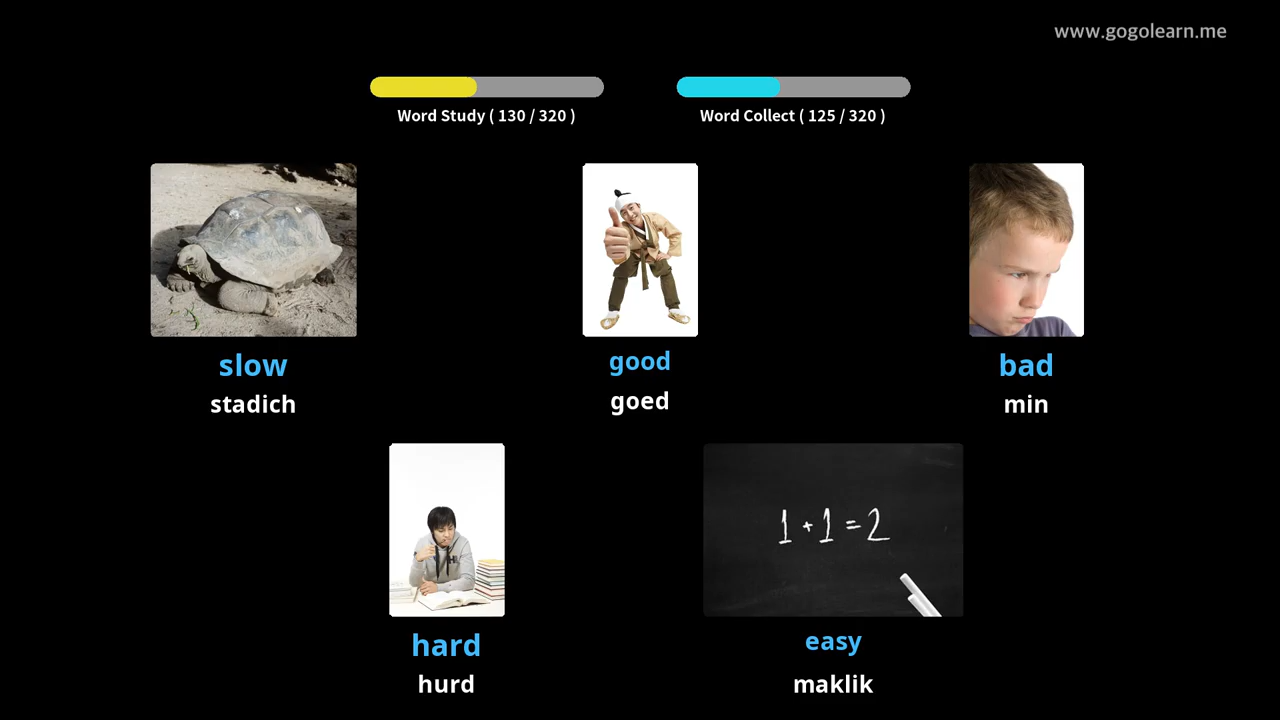 www.gogolearn.me
Word Study ( 130 / 320 )
Word Collect ( 125 / 320 )
slow
stadich
good
goed
bad
min
1 + 1 = 2
hard
hurd
easy
maklik